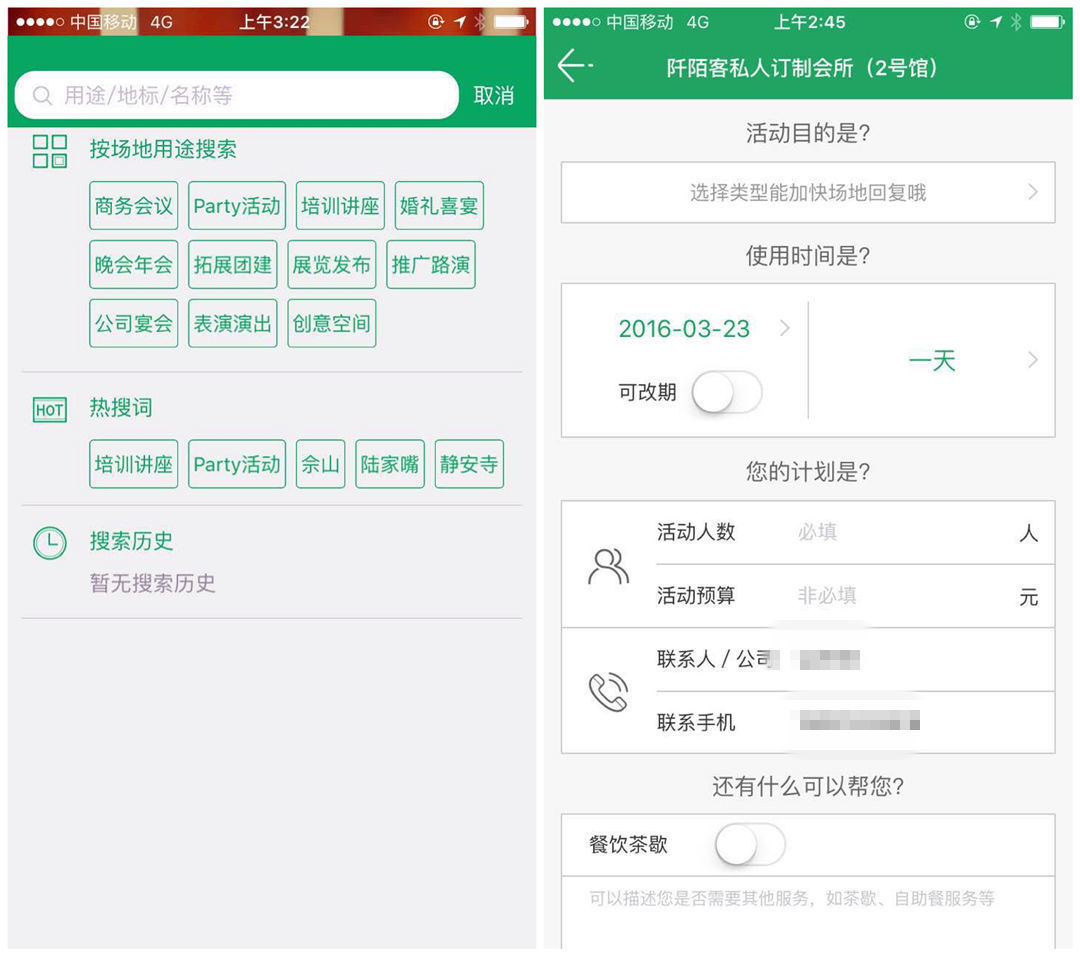 中国移动 4G 上午3:22
用途/地标/名称等 取消
按场地用途搜索
商务会议 Party活动 培训讲座 婚礼喜宴
晚会年会 拓展团建 展览发布 推广路演
公司宴会 表演演出 创意空间
HOT 热搜词
培训讲座 Party活动 佘山 陆家嘴 静安寺
搜索历史
暂无搜索历史
中国移动 4G 上午2:45
阡陌客私人订制会所（2号馆）
活动目的是?
选择类型能加快场地回复哦
使用时间是?
2016-03-23
一天
可改期
您的计划是?
活动人数 必填 人
活动预算 非必填 元
联系人 / 公司
联系手机
还有什么可以帮您?
餐饮茶歇
可以描述您是否需要其他服务，如茶歇、自助餐服务等